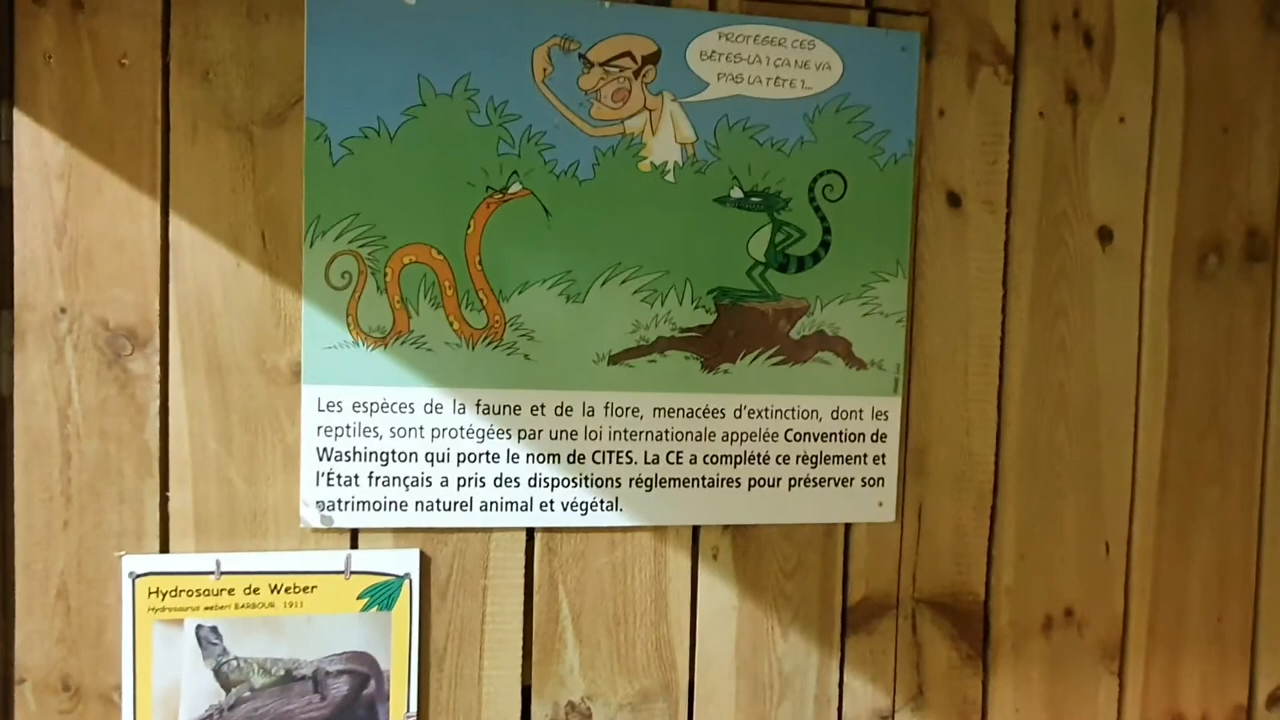 PROTÉGER CES
BÊTES-LÀ ? ÇA NE VA
PAS LA TÊTE ?...
Les espèces de la faune et de la flore, menacées d'extinction, dont les
reptiles, sont protégées par une loi internationale appelée Convention de
Washington qui porte le nom de CITES. La CE a complété ce règlement et
l'État français a pris des dispositions réglementaires pour préserver son
patrimoine naturel animal et végétal.
Hydrosaure de Weber
Hydrosaurus weberi BARBOUR, 1911